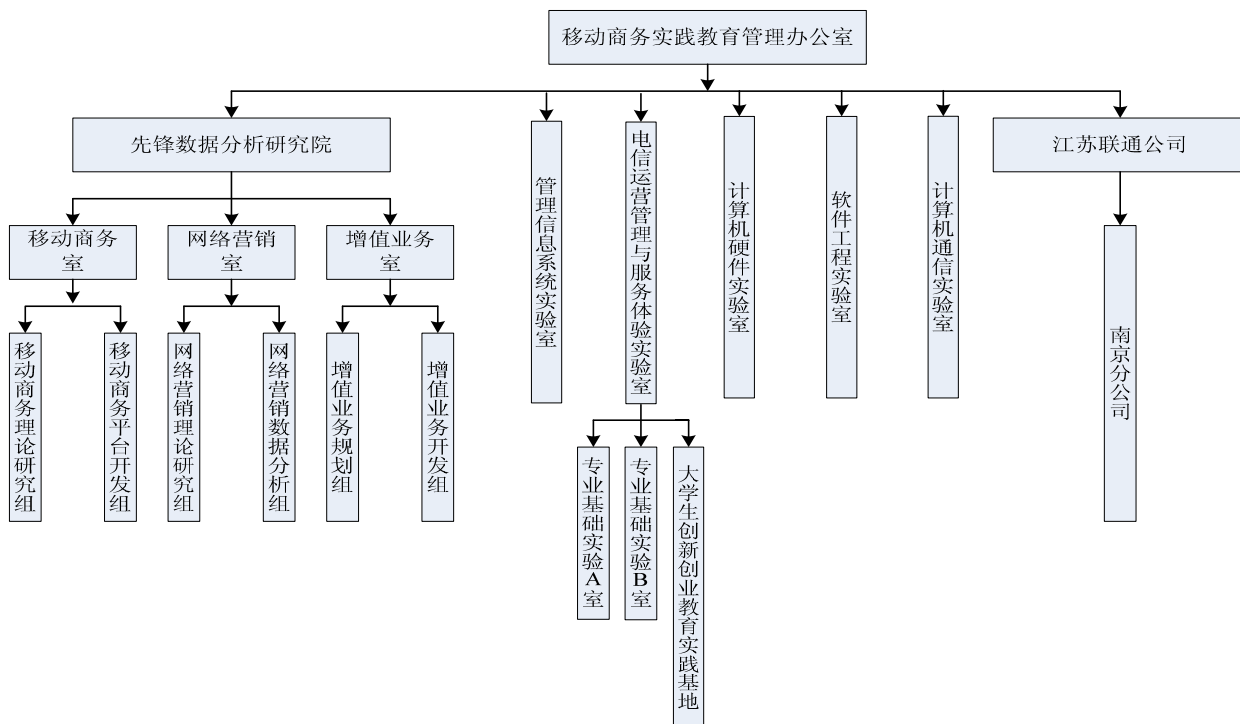 移动商务实践教育管理办公室
先锋数据分析研究院
管理信息系统实验室
电信运营管理与服务体验实验室
计算机硬件实验室
软件工程实验室
计算机通信实验室
江苏联通公司
移动商务
室
网络营销
室
增值业务
室
移动商务理论研究组
移动商务平台开发组
网络营销理论研究组
网络营销数据分析组
增值业务规划组
增值业务开发组
南京分公司
专业基础实验A室
专业基础实验B室
大学生创新创业教育实践基地